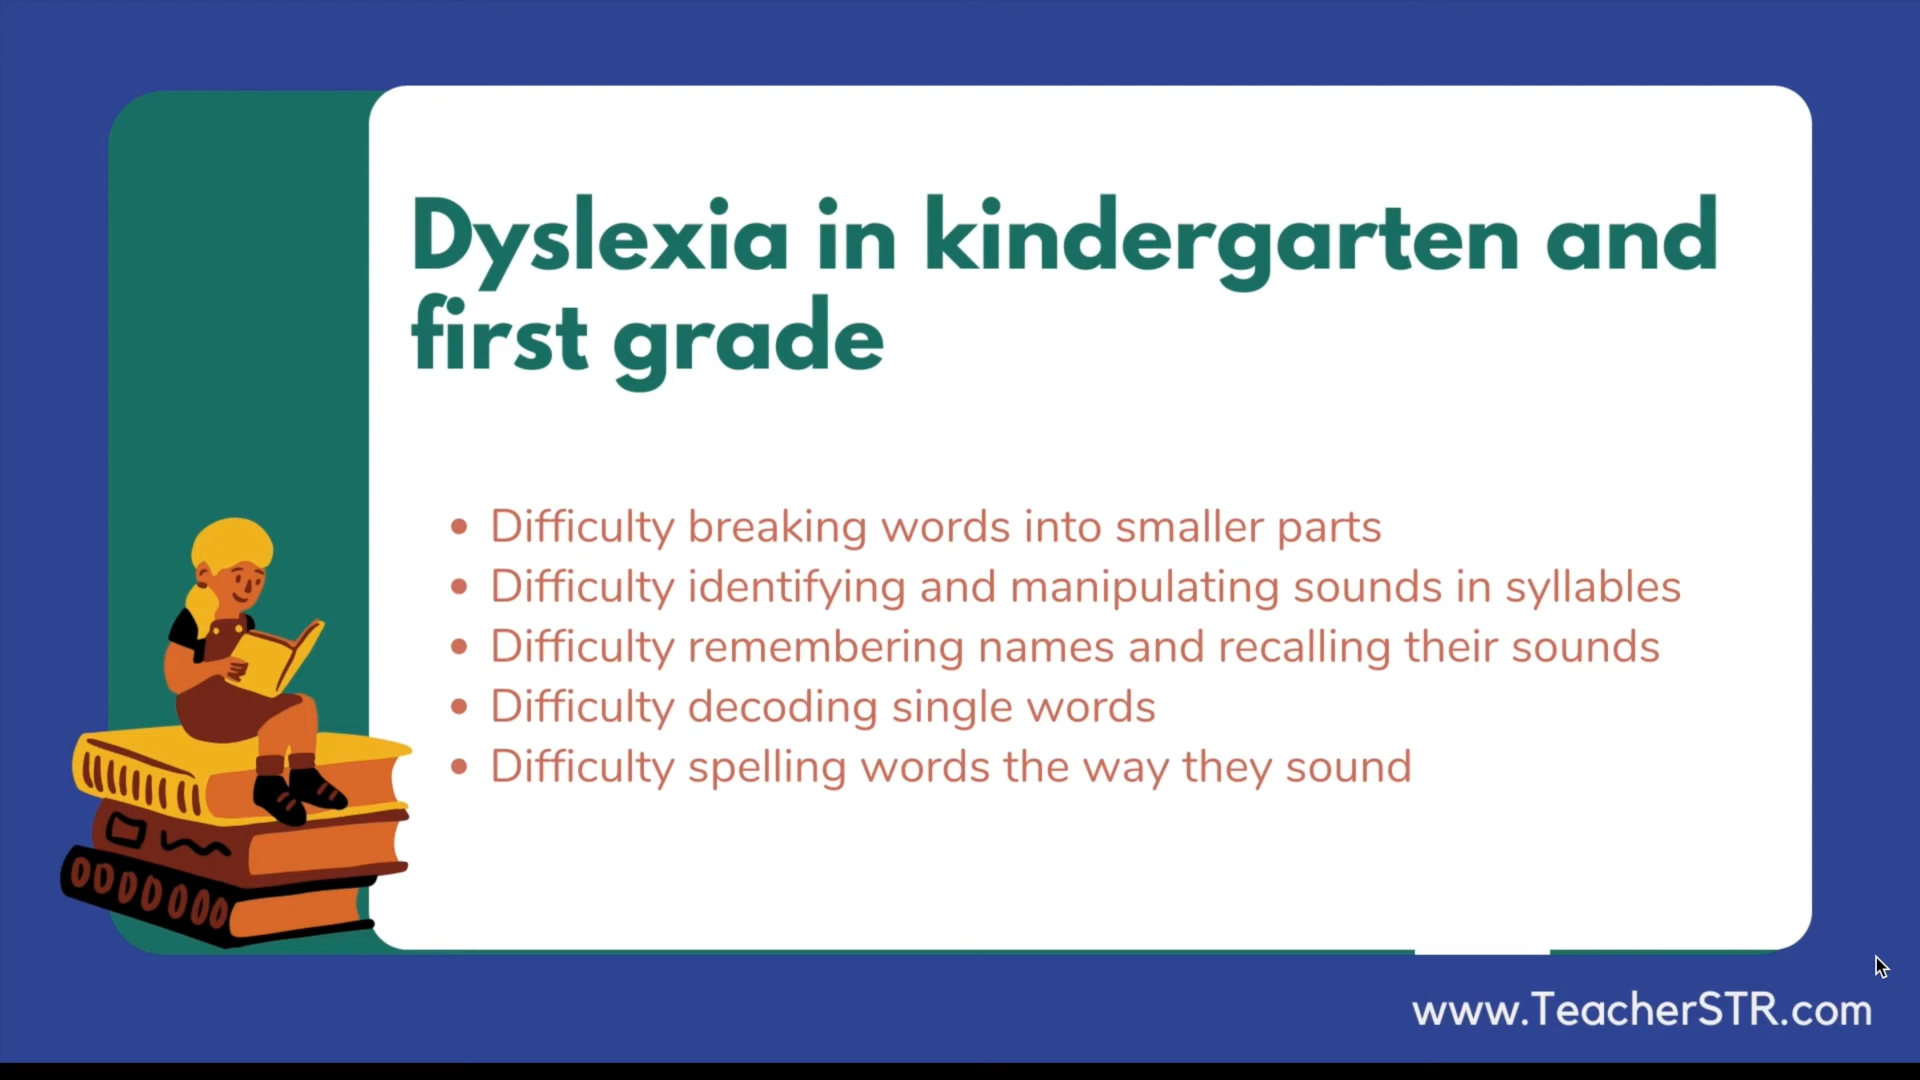 Dyslexia in kindergarten and
first grade
• Difficulty breaking words into smaller parts
• Difficulty identifying and manipulating sounds in syllables
• Difficulty remembering names and recalling their sounds
• Difficulty decoding single words
• Difficulty spelling words the way they sound
www.TeacherSTR.com